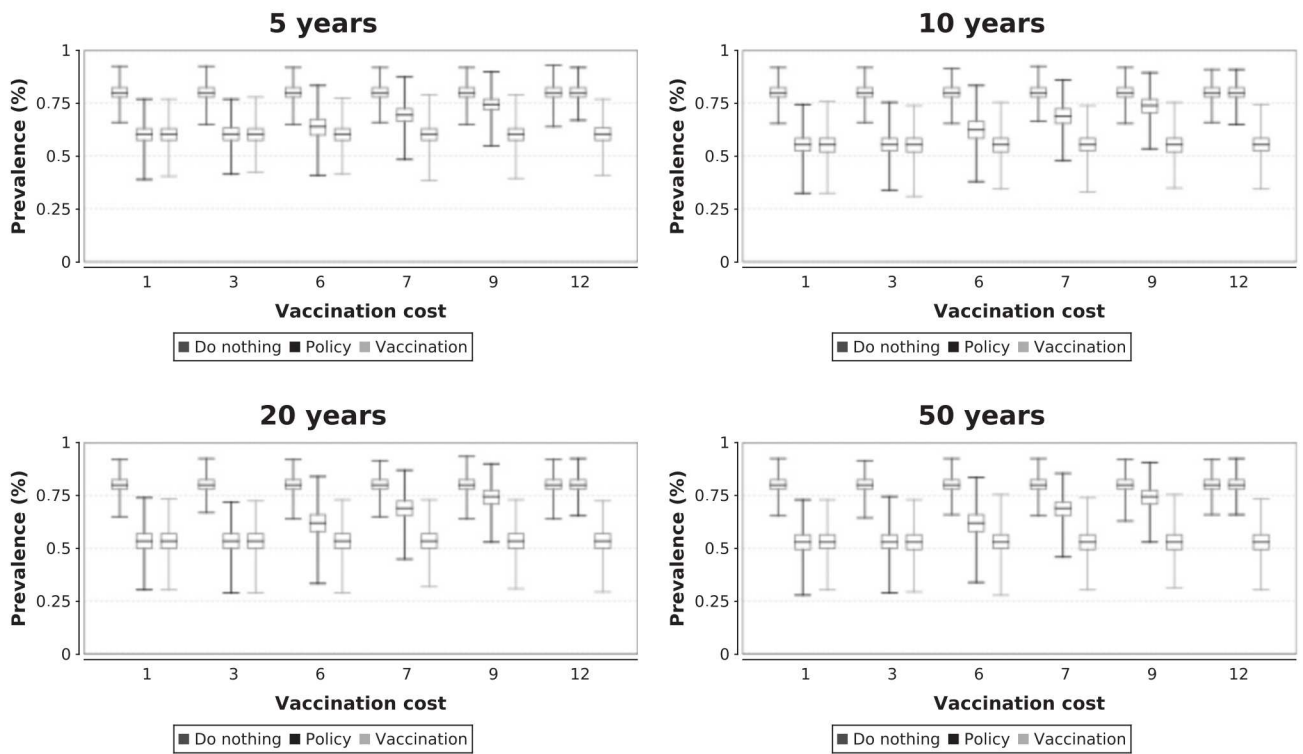 5 years
1
0.75
0.5
0.25
0
Prevalence (%)
1 3 6 7 9 12
Vaccination cost
Do nothing Policy Vaccination
10 years
1
0.75
0.5
0.25
0
Prevalence (%)
1 3 6 7 9 12
Vaccination cost
Do nothing Policy Vaccination
20 years
1
0.75
0.5
0.25
0
Prevalence (%)
1 3 6 7 9 12
Vaccination cost
Do nothing Policy Vaccination
50 years
1
0.75
0.5
0.25
0
Prevalence (%)
1 3 6 7 9 12
Vaccination cost
Do nothing Policy Vaccination